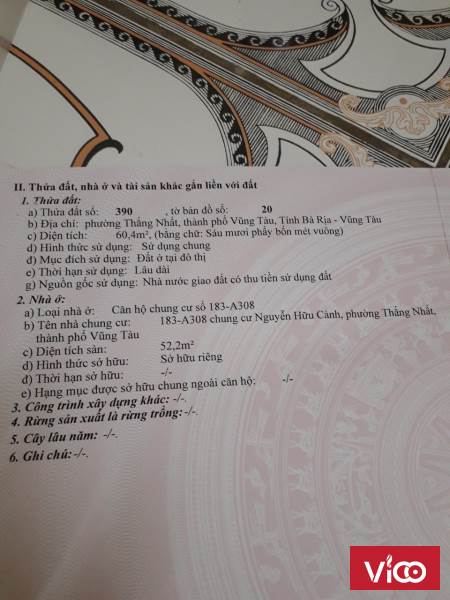 II. Thửa đất, nhà ở và tài sản khác gắn liền với đất
1. Thửa đất:
a) Thửa đất số: 390 , tờ bản đồ số: 20
b) Địa chỉ: phường Thắng Nhất, thành phố Vũng Tàu, Tỉnh Bà Rịa - Vũng Tàu
c) Diện tích: 60,4m², (bằng chữ: Sáu mươi phẩy bốn mét vuông)
d) Hình thức sử dụng: Sử dụng chung
đ) Mục đích sử dụng: Đất ở tại đô thị
e) Thời hạn sử dụng: Lâu dài
g) Nguồn gốc sử dụng: Nhà nước giao đất có thu tiền sử dụng đất
2. Nhà ở:
a) Loại nhà ở: Căn hộ chung cư số 183-A308
b) Tên nhà chung cư: 183-A308 chung cư Nguyễn Hữu Cảnh, phường Thắng Nhất,
thành phố Vũng Tàu
c) Diện tích sàn: 52,2m²
d) Hình thức sở hữu: Sở hữu riêng
đ) Thời hạn sở hữu: -/-
e) Hạng mục được sở hữu chung ngoài căn hộ: -/-
3. Công trình xây dựng khác: -/-.
4. Rừng sản xuất là rừng trồng:-/-.
5. Cây lâu năm: -/-.
6. Ghi chú:-/-.
ViCO